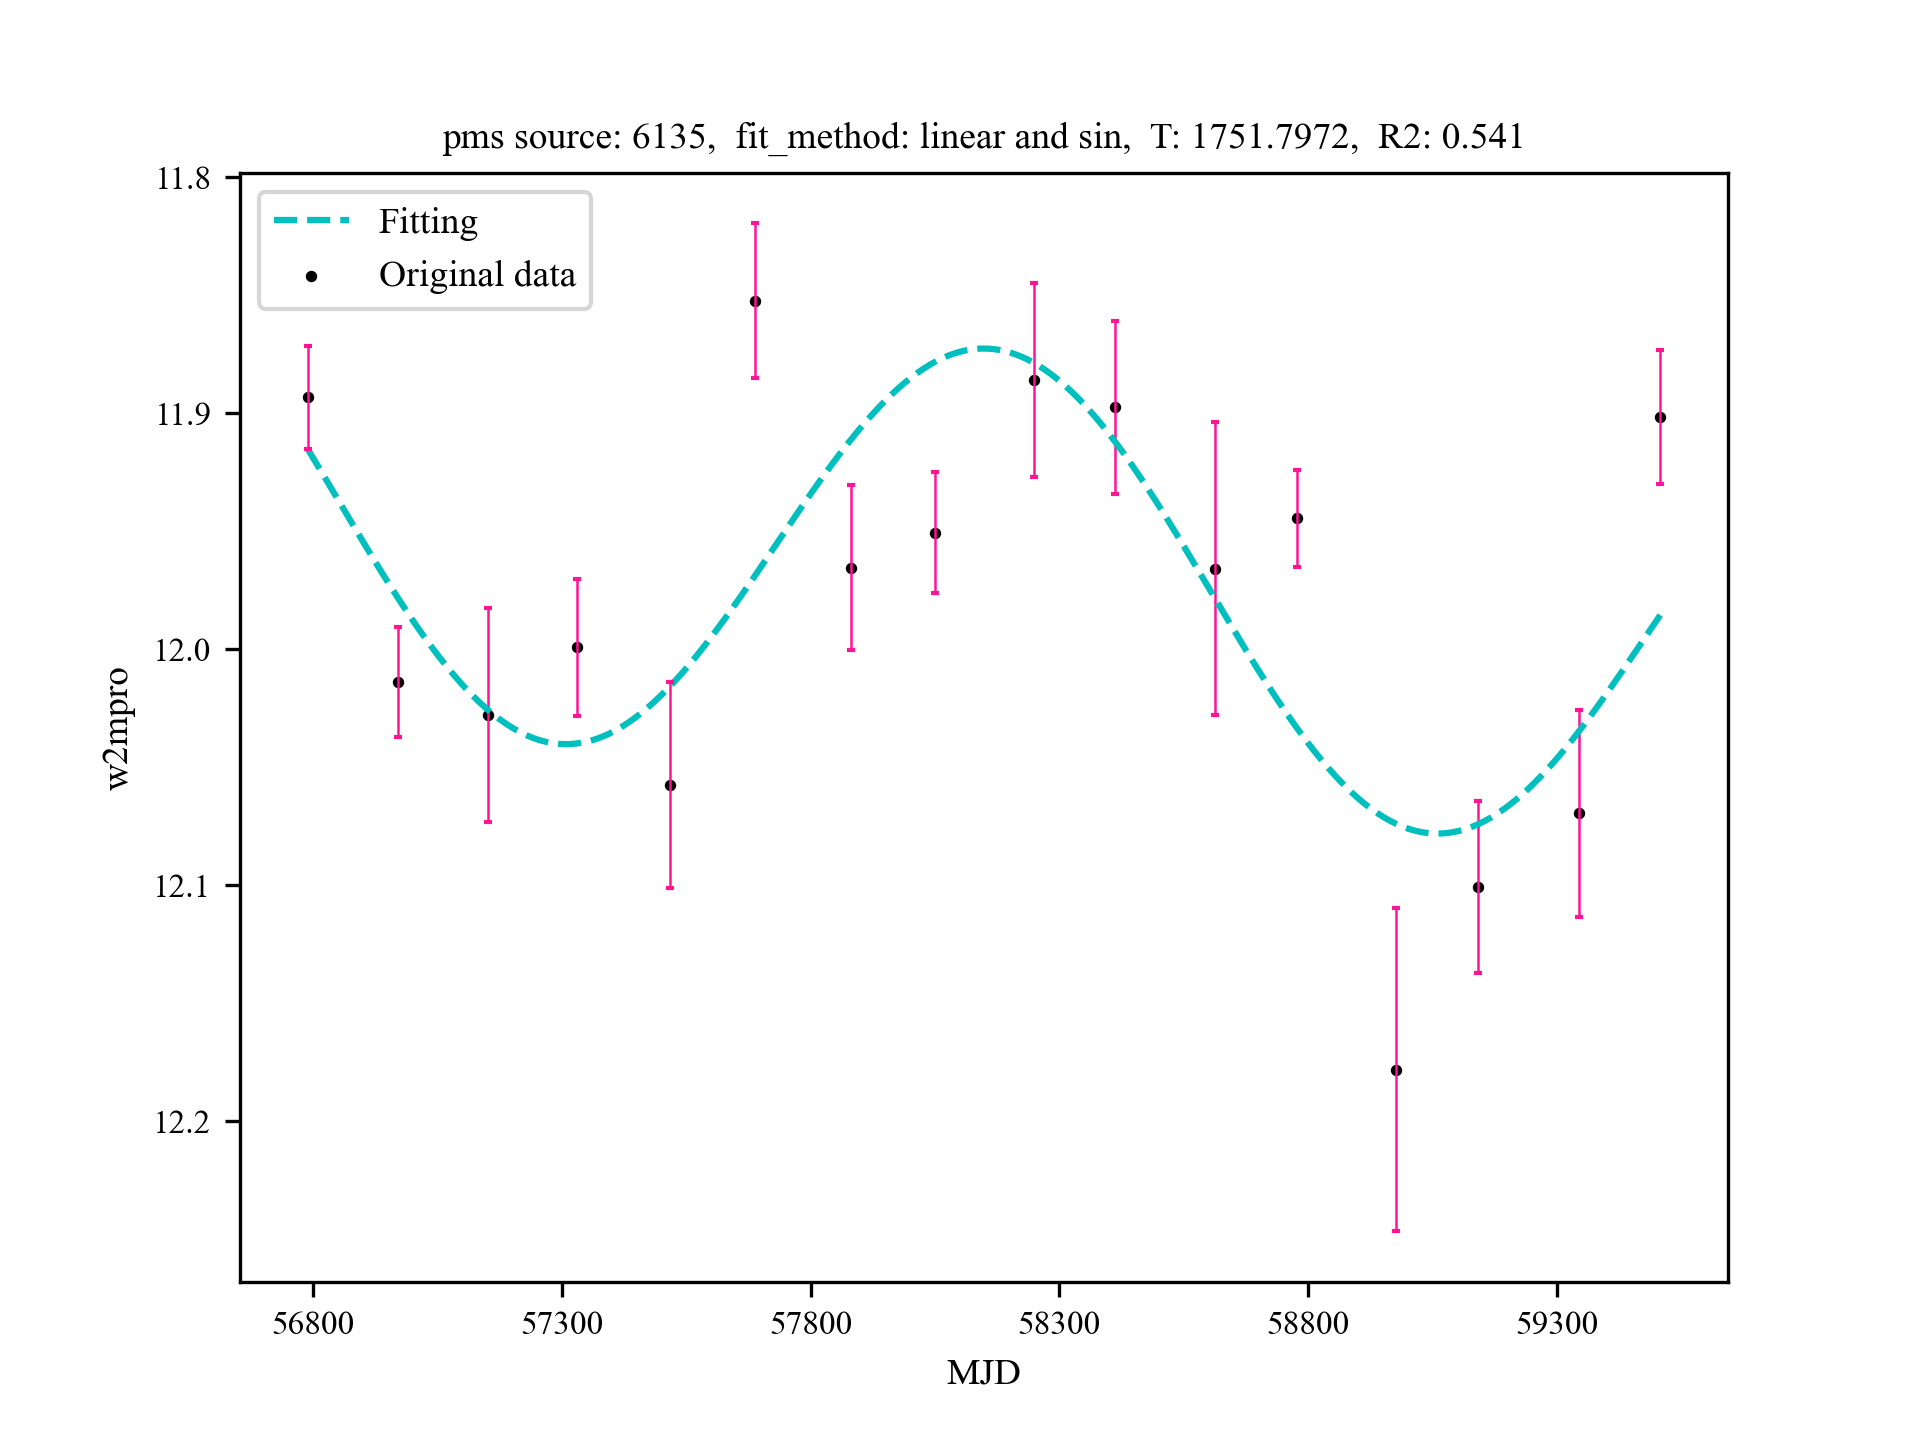 pms source: 6135,  fit_method: linear and sin,  T: 1751.7972,  R2: 0.541
Fitting
Original data
11.8
11.9
12.0
12.1
12.2
w2mpro
56800
57300
57800
58300
58800
59300
MJD